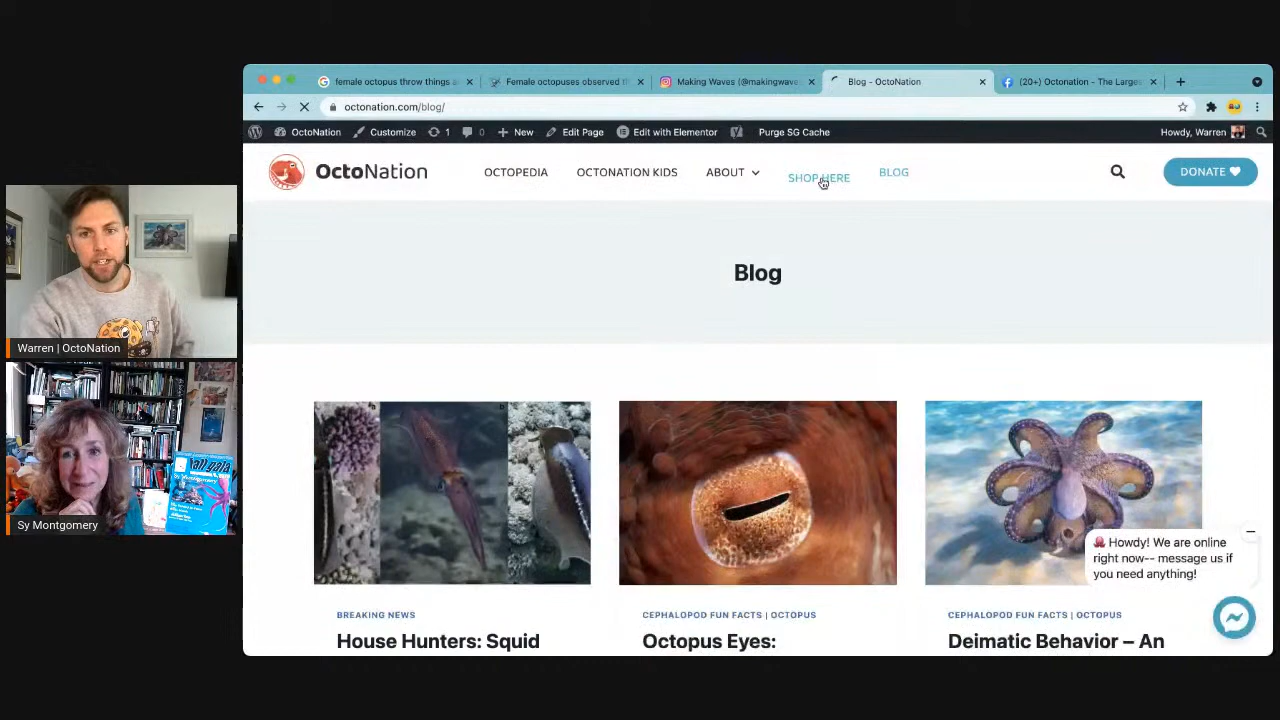 female octopus throw things a
Female octopuses observed th
Making Waves (@makingwave
Blog - OctoNation
(20+) Octonation - The Larges
octonation.com/blog/
OctoNation
Customize
1
0
New
Edit Page
Edit with Elementor
Purge SG Cache
Howdy, Warren
OctoNation
OCTOPEDIA
OCTONATION KIDS
ABOUT
SHOP HERE
BLOG
DONATE
Blog
Warren | OctoNation
Sy Montgomery
Sy Montgomery
Howdy! We are online
right now-- message us if
you need anything!
BREAKING NEWS
House Hunters: Squid
CEPHALOPOD FUN FACTS | OCTOPUS
Octopus Eyes:
CEPHALOPOD FUN FACTS | OCTOPUS
Deimatic Behavior – An